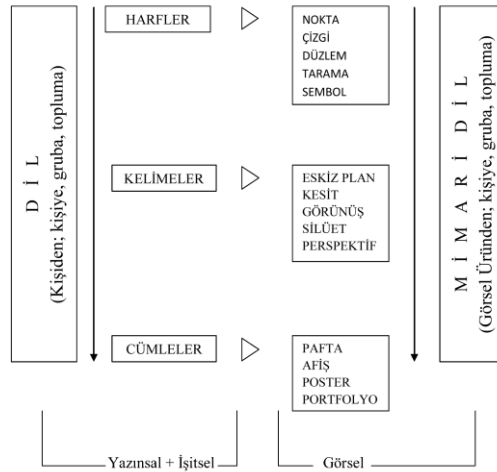 D İ L
(Kişiden; kişiye, gruba, topluma)
HARFLER
NOKTA
ÇİZGİ
DÜZLEM
TARAMA
SEMBOL
KELİMELER
ESKİZ PLAN
KESİT
GÖRÜNÜŞ
SİLÜET
PERSPEKTİF
CÜMLELER
PAFTA
AFİŞ
POSTER
PORTFOLYO
M İ M A R İ D İ L
(Görsel Üründen; kişiye, gruba, topluma)
Yazınsal + İşitsel
Görsel